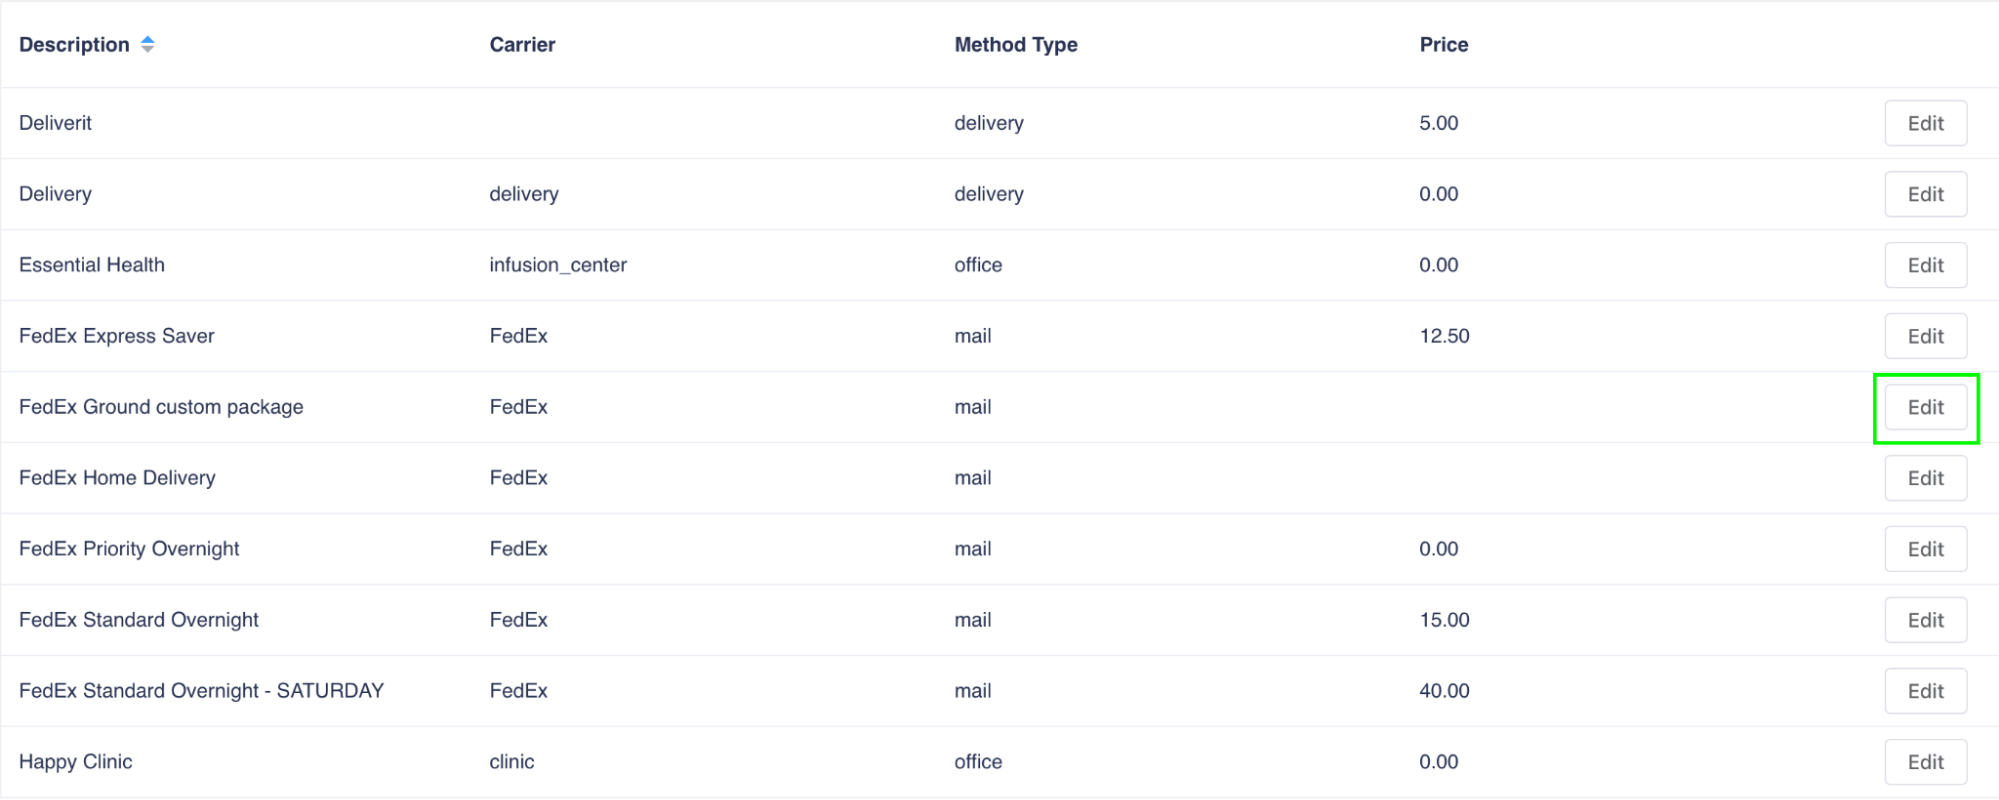 Description Carrier Method Type Price
Deliverit delivery 5.00 Edit
Delivery delivery delivery 0.00 Edit
Essential Health infusion_center office 0.00 Edit
FedEx Express Saver FedEx mail 12.50 Edit
FedEx Ground custom package FedEx mail Edit
FedEx Home Delivery FedEx mail Edit
FedEx Priority Overnight FedEx mail 0.00 Edit
FedEx Standard Overnight FedEx mail 15.00 Edit
FedEx Standard Overnight - SATURDAY FedEx mail 40.00 Edit
Happy Clinic clinic office 0.00 Edit